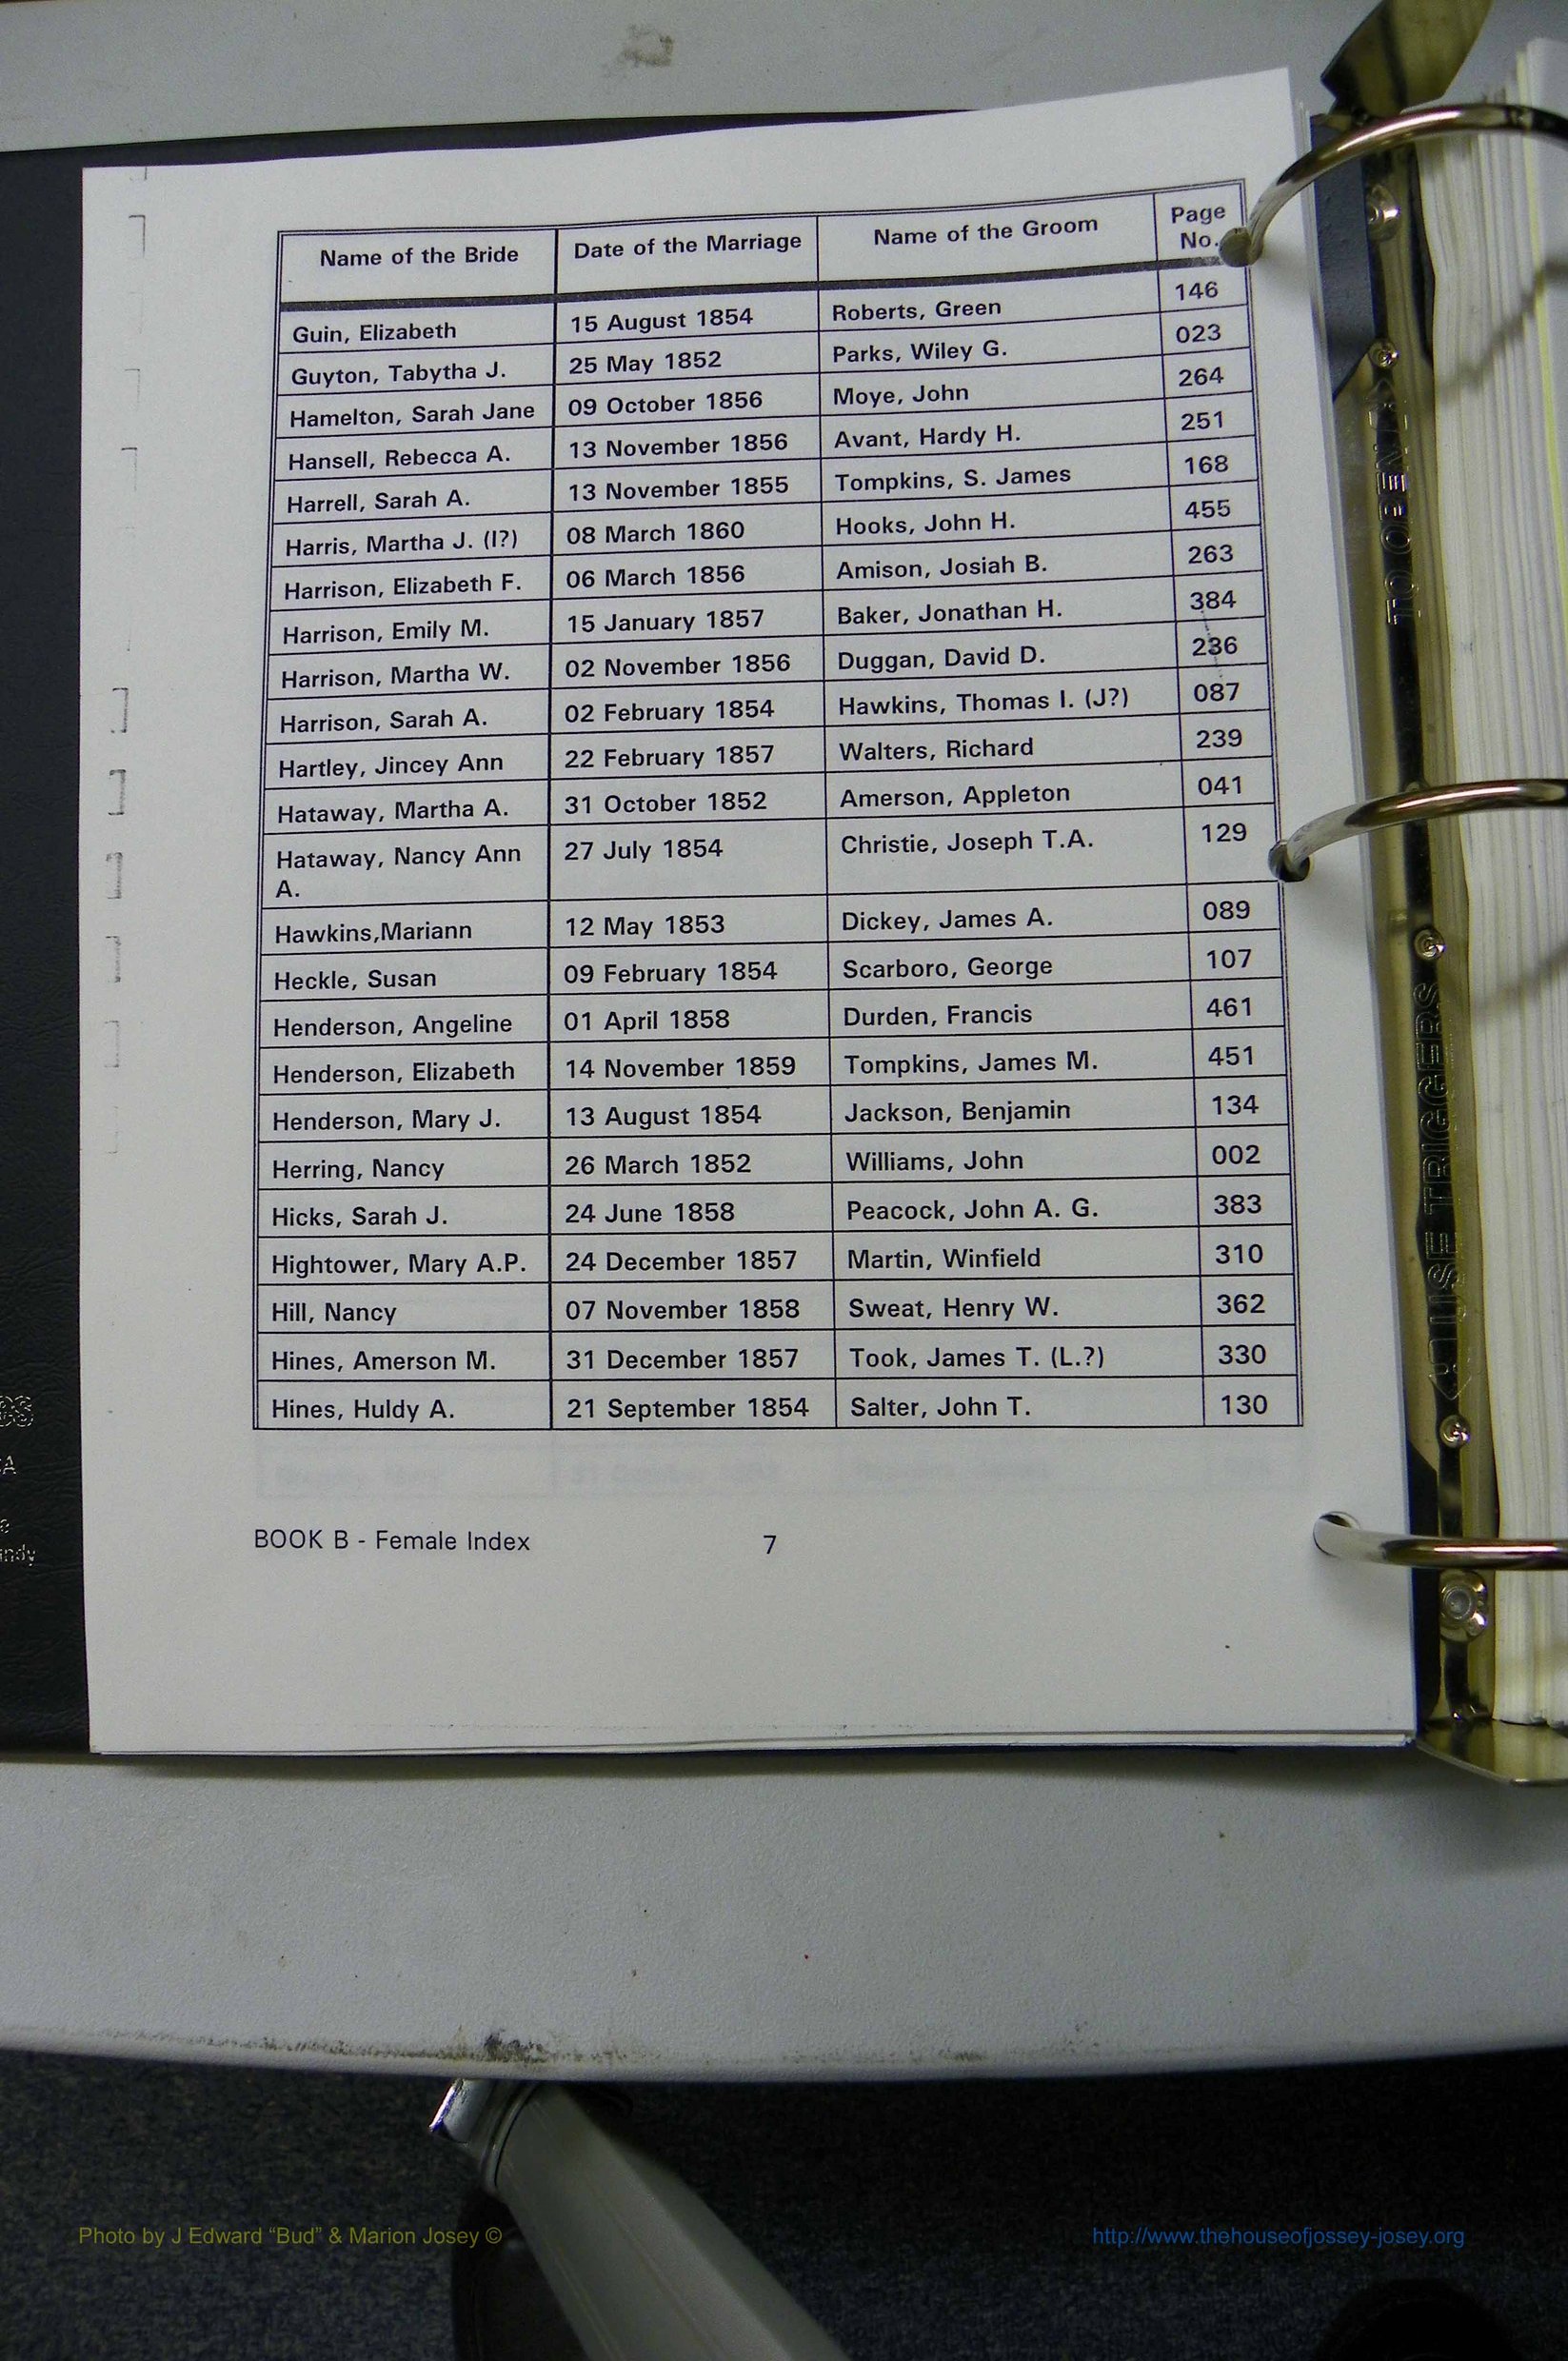 Name of the Bride Date of the Marriage Name of the Groom Page No.
Guin, Elizabeth 15 August 1854 Roberts, Green 146
Guyton, Tabytha J. 25 May 1852 Parks, Wiley G. 023
Hamelton, Sarah Jane 09 October 1856 Moye, John 264
Hansell, Rebecca A. 13 November 1856 Avant, Hardy H. 251
Harrell, Sarah A. 13 November 1855 Tompkins, S. James 168
Harris, Martha J. (I?) 08 March 1860 Hooks, John H. 455
Harrison, Elizabeth F. 06 March 1856 Amison, Josiah B. 263
Harrison, Emily M. 15 January 1857 Baker, Jonathan H. 384
Harrison, Martha W. 02 November 1856 Duggan, David D. 236
Harrison, Sarah A. 02 February 1854 Hawkins, Thomas I. (J?) 087
Hartley, Jincey Ann 22 February 1857 Walters, Richard 239
Hataway, Martha A. 31 October 1852 Amerson, Appleton 041
Hataway, Nancy Ann 27 July 1854 Christie, Joseph T.A. 129
A.
Hawkins,Mariann 12 May 1853 Dickey, James A. 089
Heckle, Susan 09 February 1854 Scarboro, George 107
Henderson, Angeline 01 April 1858 Durden, Francis 461
Henderson, Elizabeth 14 November 1859 Tompkins, James M. 451
Henderson, Mary J. 13 August 1854 Jackson, Benjamin 134
Herring, Nancy 26 March 1852 Williams, John 002
Hicks, Sarah J. 24 June 1858 Peacock, John A. G. 383
Hightower, Mary A.P. 24 December 1857 Martin, Winfield 310
Hill, Nancy 07 November 1858 Sweat, Henry W. 362
Hines, Amerson M. 31 December 1857 Took, James T. (L.?) 330
Hines, Huldy A. 21 September 1854 Salter, John T. 130
BOOK B - Female Index 7
TO OPEN
USE TRIGGERS
Photo by J Edward “Bud” & Marion Josey ©
http://www.thehouseofjossey-josey.org